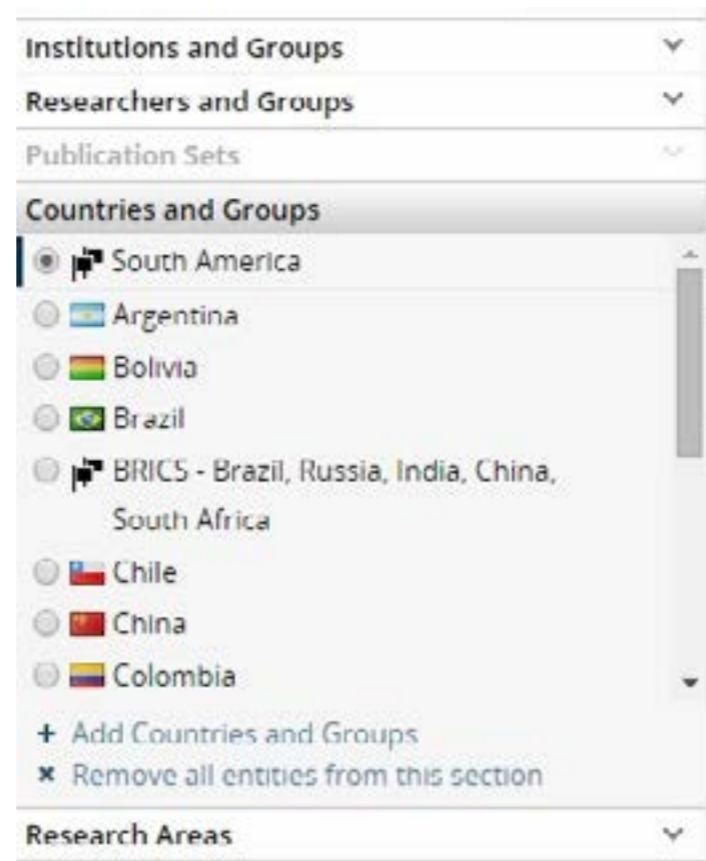 Institutions and Groups
Researchers and Groups
Publication Sets
Countries and Groups
South America
Argentina
Bolivia
Brazil
BRICS - Brazil, Russia, India, China,
South Africa
Chile
China
Colombia
+ Add Countries and Groups
× Remove all entities from this section
Research Areas